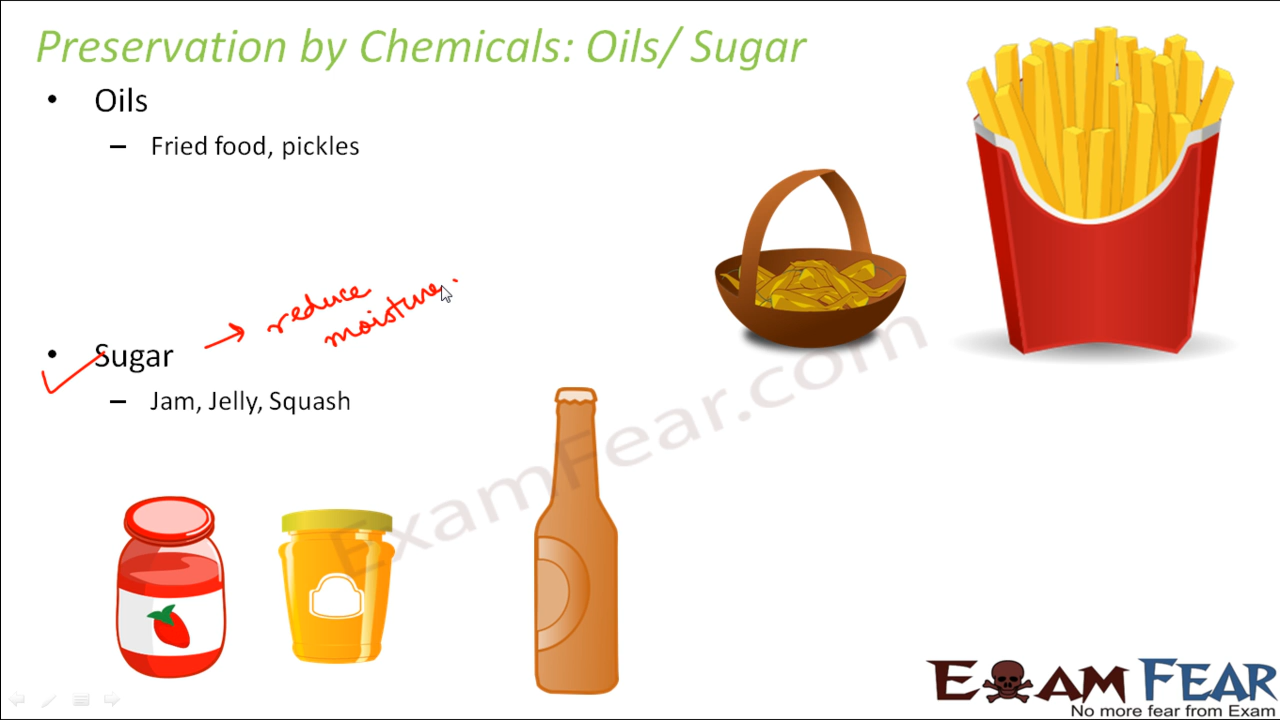 Preservation by Chemicals: Oils/ Sugar
• Oils
– Fried food, pickles
reduce
moisture.
• Sugar →
– Jam, Jelly, Squash
ExamFear.com
EXAM FEAR
No more fear from Exam